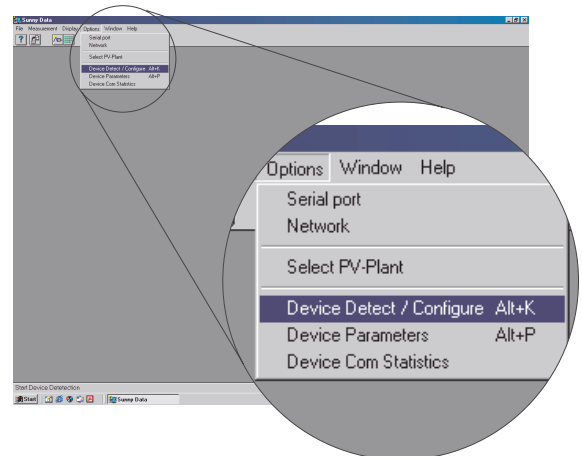 Sunny Data
File Measurement Display Options Window Help
Serial port
Network
Select PV-Plant
Device Detect / Configure Alt+K
Device Parameters Alt+P
Device Com Statistics
Options Window Help
Serial port
Network
Select PV-Plant
Device Detect / Configure Alt+K
Device Parameters Alt+P
Device Com Statistics
Start Device Detetection
Start Sunny Data